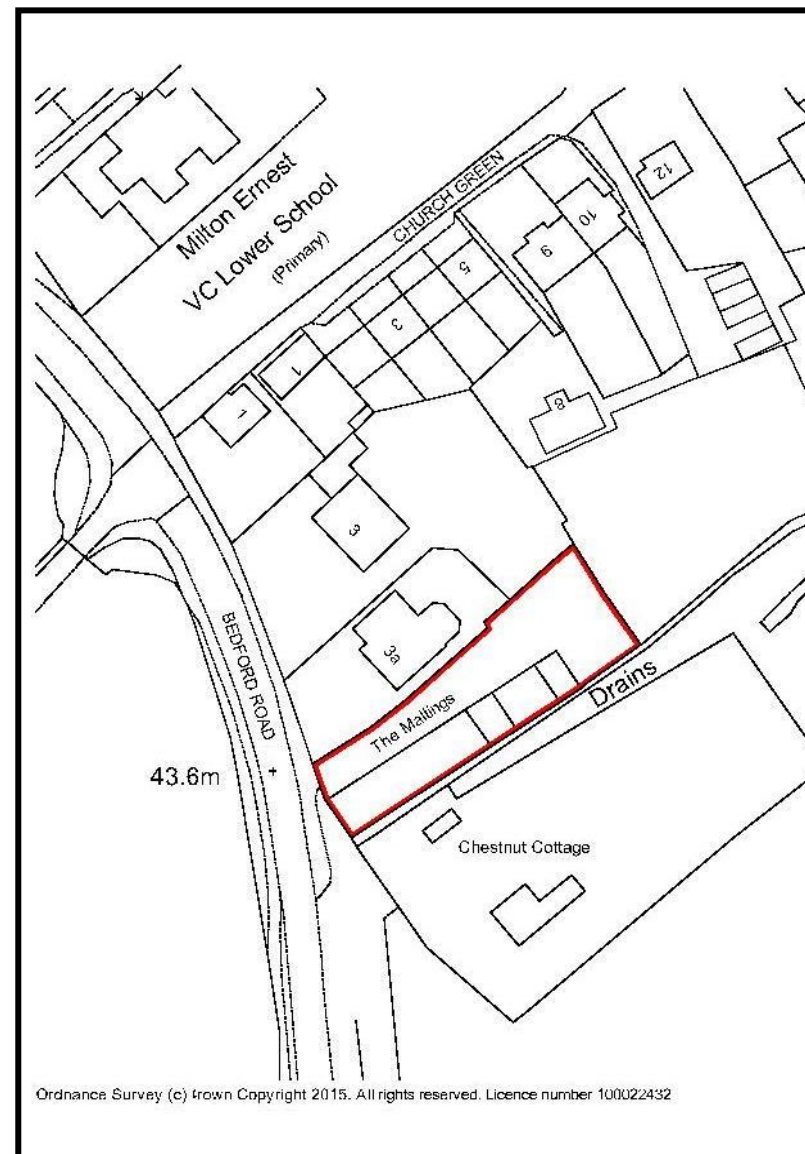 Milton Ernest
VC Lower School
(Primary)
CHURCH GREEN
12
10
9
5
3
1
1
8
3
3a
BEDFORD ROAD
The Maltings
Drains
43.6m
+
Chestnut Cottage
Ordnance Survey (c) Crown Copyright 2015. All rights reserved. Licence number 100022432